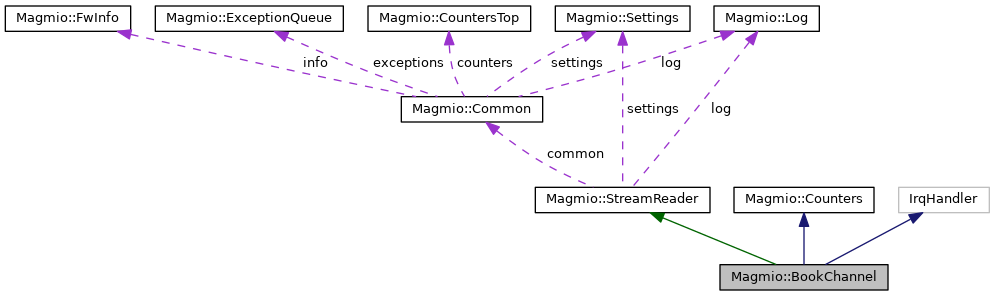 Magmio::FwInfo
Magmio::ExceptionQueue
Magmio::CountersTop
Magmio::Settings
Magmio::Log
info
exceptions
counters
settings
log
Magmio::Common
settings
log
common
Magmio::StreamReader
Magmio::Counters
IrqHandler
Magmio::BookChannel